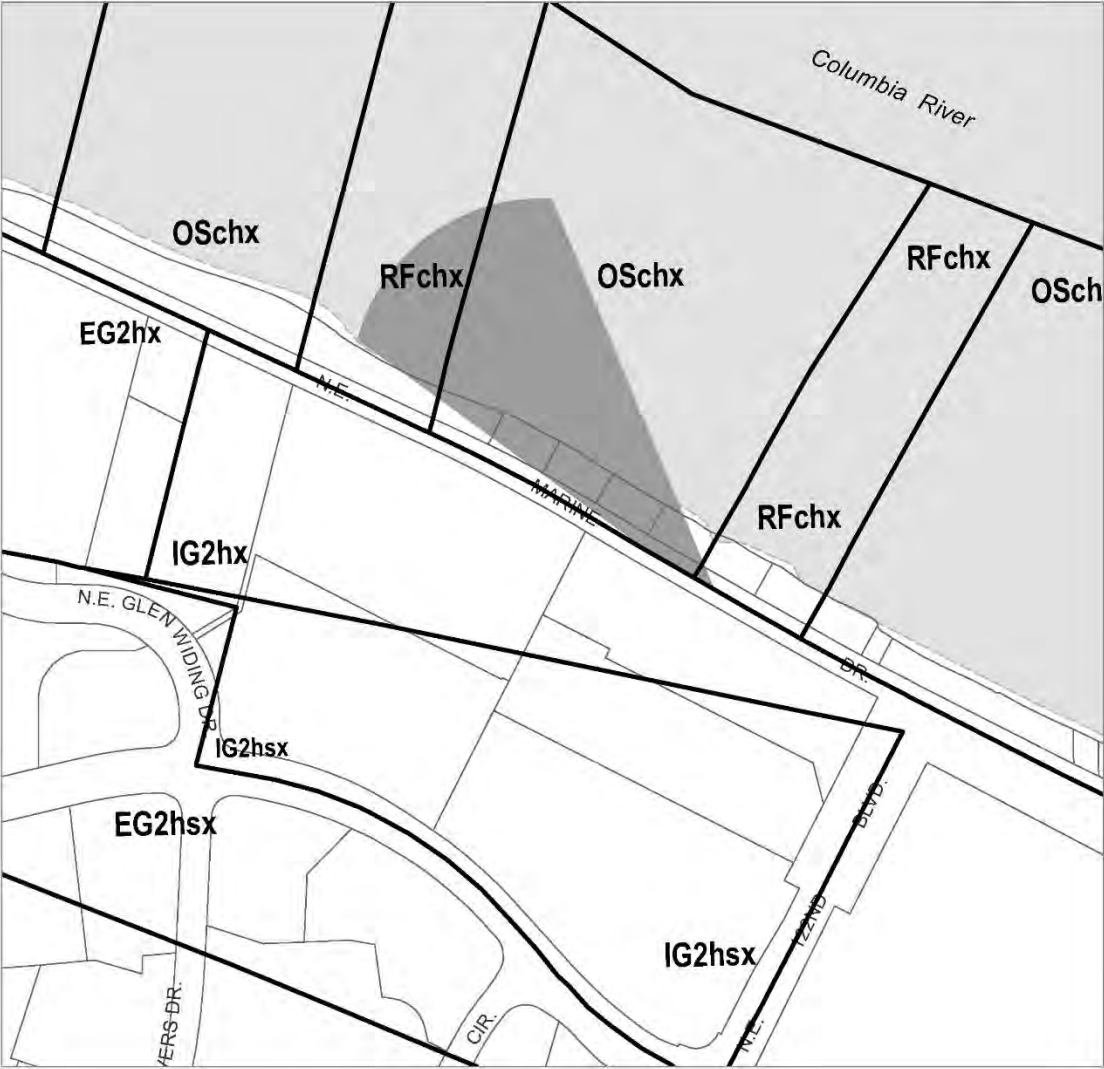 Columbia River
OSchx
RFchx
OSchx
RFchx
OSch
EG2hx
N.E.
MARINE
RFchx
IG2hx
N.E. GLEN WIDING DR.
DR.
IG2hsx
EG2hsx
BLVD.
122ND
IG2hsx
N.E.
VERS DR.
CIR.